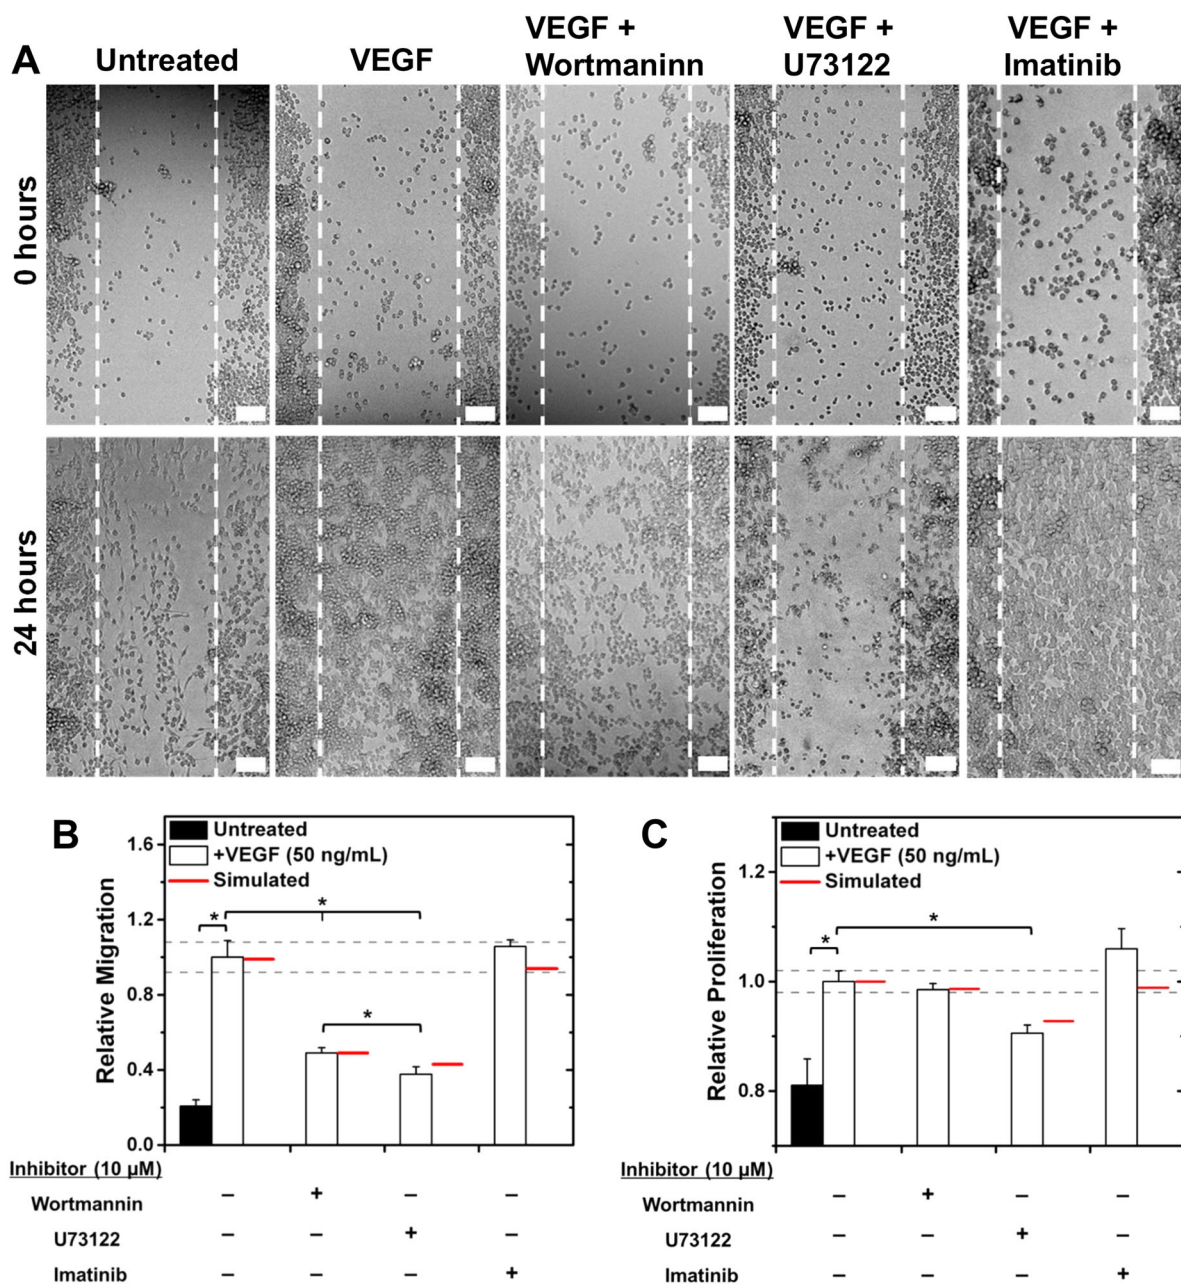 A
Untreated
VEGF
VEGF +
Wortmaninn
VEGF +
U73122
VEGF +
Imatinib
0 hours
24 hours
B
Untreated
+VEGF (50 ng/mL)
Simulated
Relative Migration
1.6
1.2
0.8
0.4
0.0
*
*
*
Inhibitor (10 µM)
Wortmannin – + – –
U73122 – – + –
Imatinib – – – +
C
Untreated
+VEGF (50 ng/mL)
Simulated
Relative Proliferation
1.2
1.0
0.8
*
*
Inhibitor (10 µM)
Wortmannin – + – –
U73122 – – + –
Imatinib – – – +